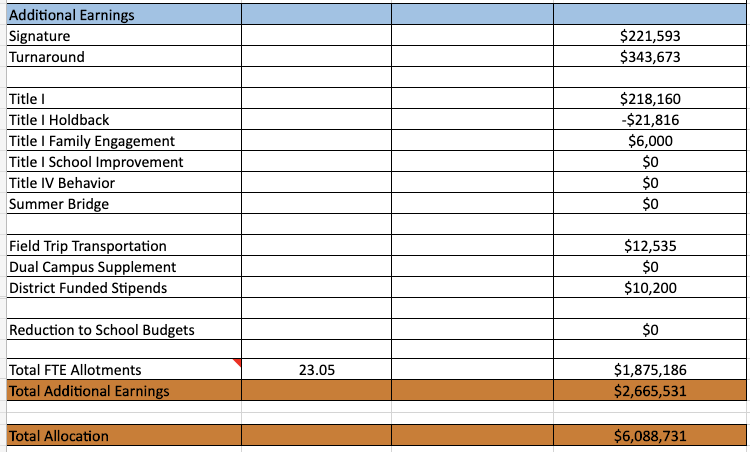 Additional Earnings
Signature $221,593
Turnaround $343,673
Title I $218,160
Title I Holdback -$21,816
Title I Family Engagement $6,000
Title I School Improvement $0
Title IV Behavior $0
Summer Bridge $0
Field Trip Transportation $12,535
Dual Campus Supplement $0
District Funded Stipends $10,200
Reduction to School Budgets $0
Total FTE Allotments 23.05 $1,875,186
Total Additional Earnings $2,665,531
Total Allocation $6,088,731